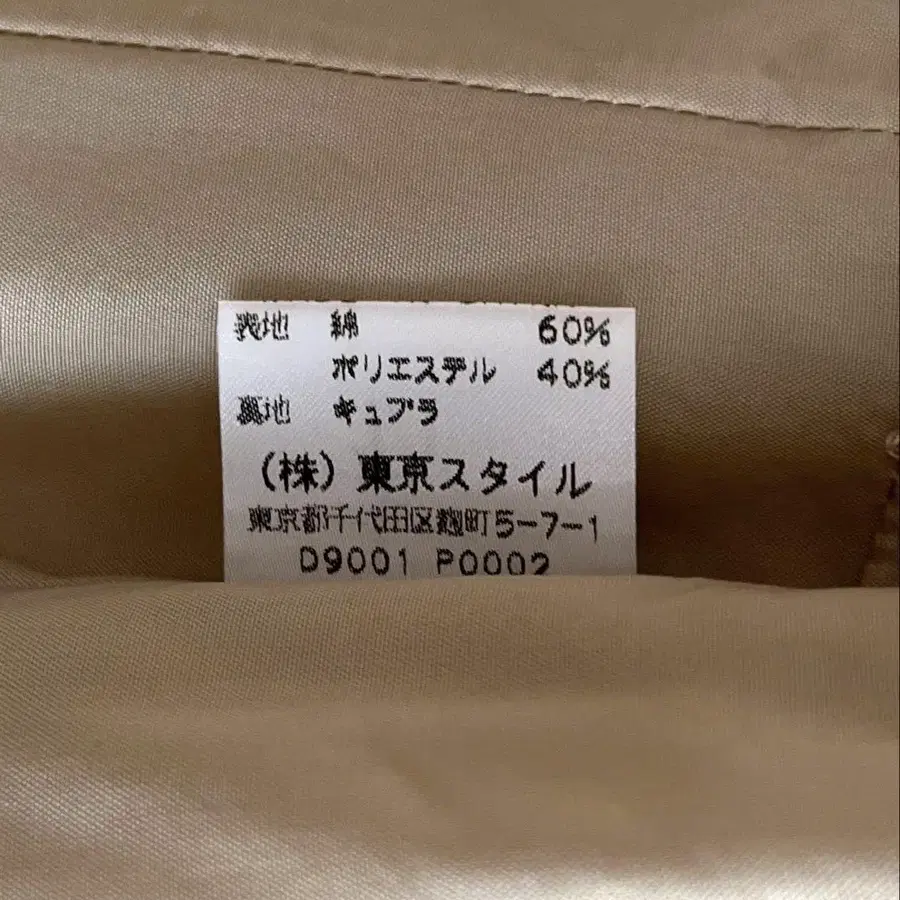 表地 綿 60%
ポリエステル 40%
裏地 キュプラ
(株) 東京スタイル
東京都千代田区麹町5-7-1
D9001 P0002